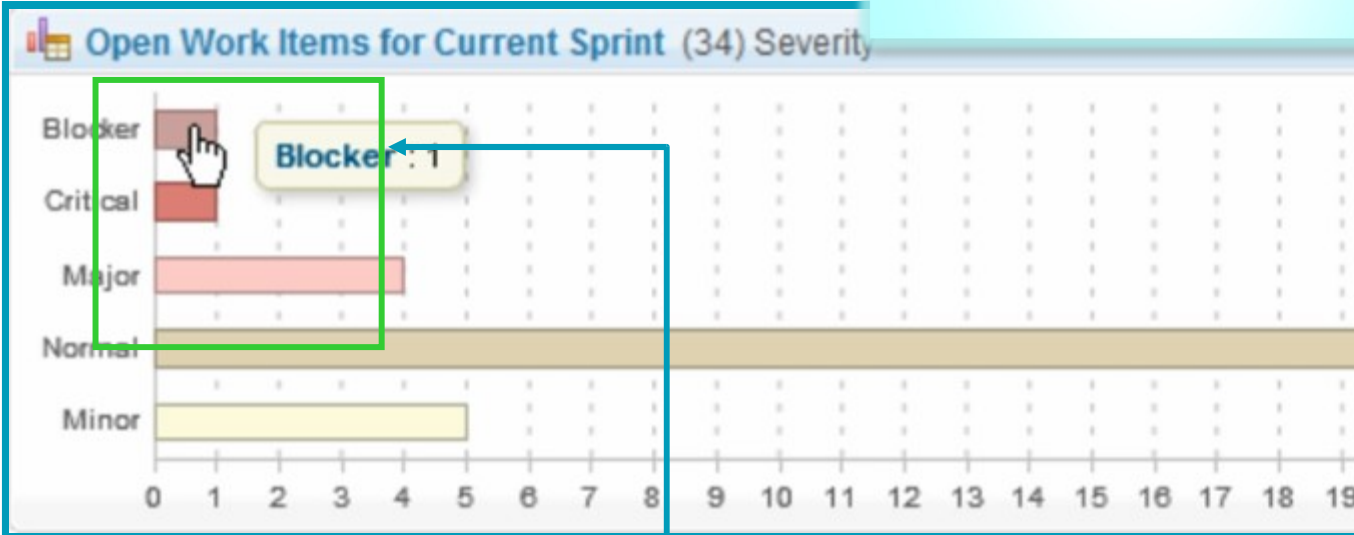 Open Work Items for Current Sprint (34) Severity
Blocker
Blocker : 1
Critical
Major
Normal
Minor
0 1 2 3 4 5 6 7 8 9 10 11 12 13 14 15 16 17 18 19